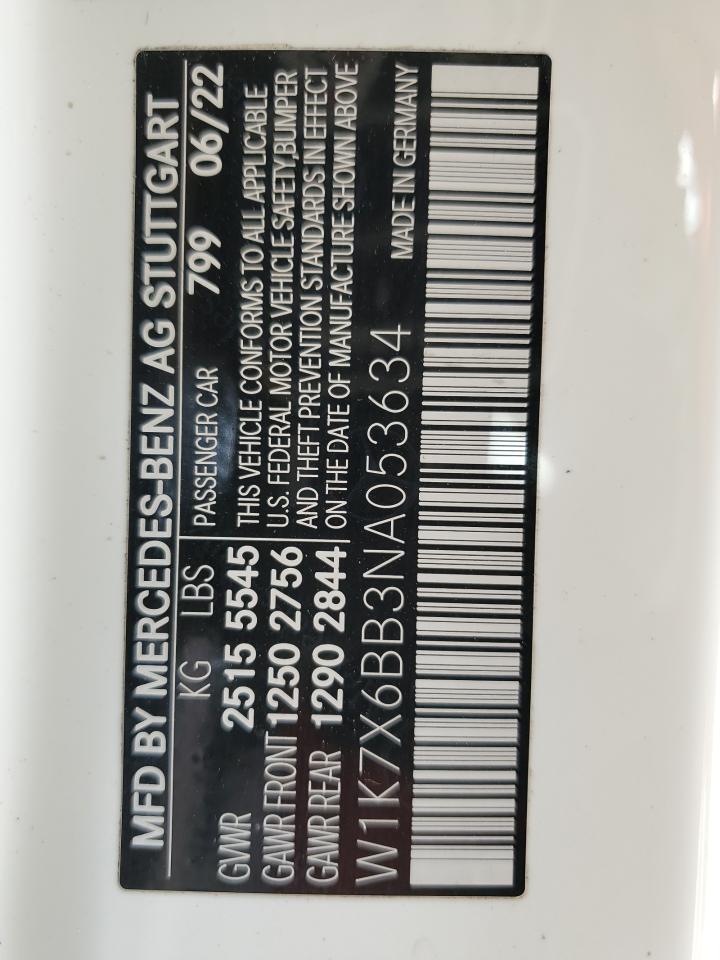 MFD BY MERCEDES-BENZ AG STUTTGART
KG LBS PASSENGER CAR 799 06/22
GVWR 2515 5545 THIS VEHICLE CONFORMS TO ALL APPLICABLE
GAWR FRONT 1250 2756 U.S. FEDERAL MOTOR VEHICLE SAFETY,BUMPER
GAWR REAR 1290 2844 AND THEFT PREVENTION STANDARDS IN EFFECT
ON THE DATE OF MANUFACTURE SHOWN ABOVE
W1K7X6BB3NA053634 MADE IN GERMANY